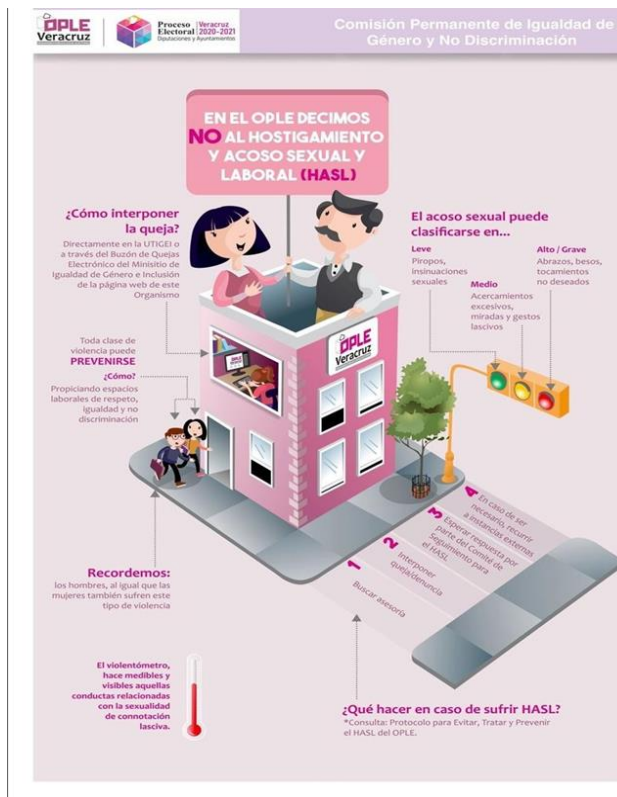 OPLE
Veracruz
Proceso
Electoral
Veracruz
2020-2021
Diputaciones y Ayuntamientos
Comisión Permanente de Igualdad de
Género y No Discriminación
EN EL OPLE DECIMOS
NO AL HOSTIGAMIENTO
Y ACOSO SEXUAL Y
LABORAL (HASL)
¿Cómo interponer
la queja?
Directamente en la UTIGEI o
a través del Buzón de Quejas
Electrónico del Minisitio de
Igualdad de Género e Inclusión
de la página web de este
Organismo
El acoso sexual puede
clasificarse en...
Leve
Piropos,
insinuaciones
sexuales
Medio
Acercamientos
excesivos,
miradas y gestos
lascivos
Alto / Grave
Abrazos, besos,
tocamientos
no deseados
Toda clase de
violencia puede
PREVENIRSE
¿Cómo?
Propiciando espacios
laborales de respeto,
igualdad y no
discriminación
OPLE
OPLE
Veracruz
1
Buscar asesoría
2
Interponer
queja/denuncia
3
Esperar respuesta por
parte del Comité de
Seguimiento para
el HASL
4
En caso de ser
necesario, recurrir
a instancias externas
Recordemos:
los hombres, al igual que las
mujeres también sufren este
tipo de violencia
El violentómetro,
hace medibles y
visibles aquellas
conductas relacionadas
con la sexualidad
de connotación
lasciva.
¿Qué hacer en caso de sufrir HASL?
*Consulta: Protocolo para Evitar, Tratar y Prevenir
el HASL del OPLE.